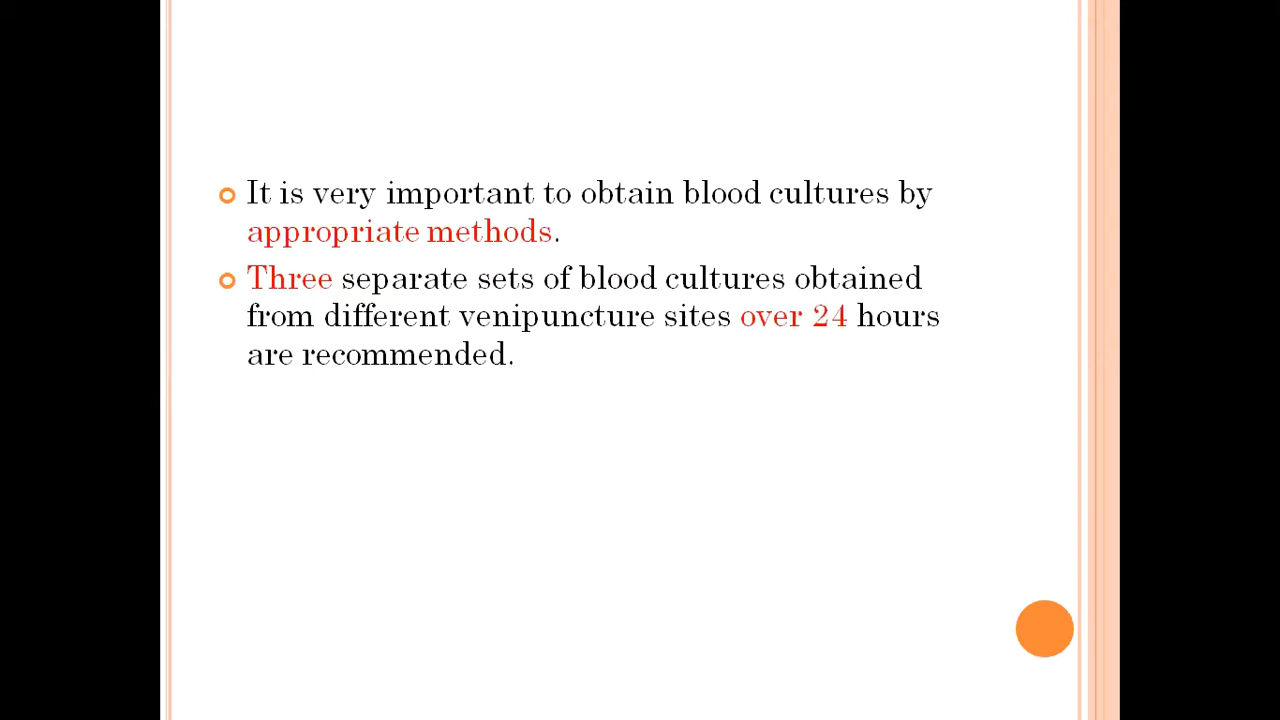 It is very important to obtain blood cultures by
appropriate methods.
Three separate sets of blood cultures obtained
from different venipuncture sites over 24 hours
are recommended.